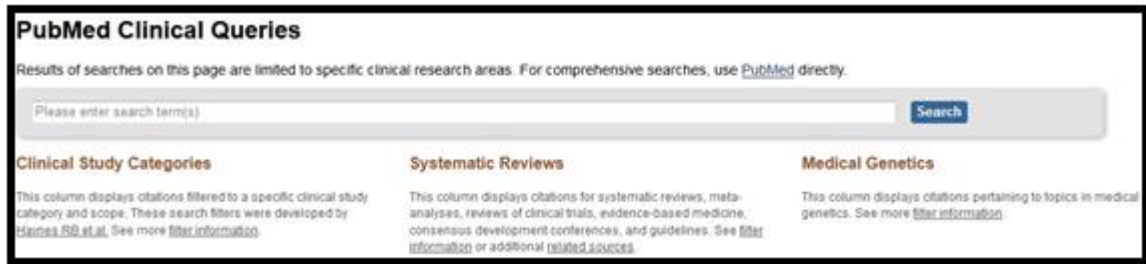 PubMed Clinical Queries
Results of searches on this page are limited to specific clinical research areas. For comprehensive searches, use PubMed directly.
Please enter search term(s)
Search
Clinical Study Categories
This column displays citations filtered to a specific clinical study
category and scope. These search filters were developed by
Haynes RB et al. See more filter information.
Systematic Reviews
This column displays citations for systematic reviews, meta-
analyses, reviews of clinical trials, evidence-based medicine,
consensus development conferences, and guidelines. See filter
information or additional related sources.
Medical Genetics
This column displays citations pertaining to topics in medical
genetics. See more filter information.